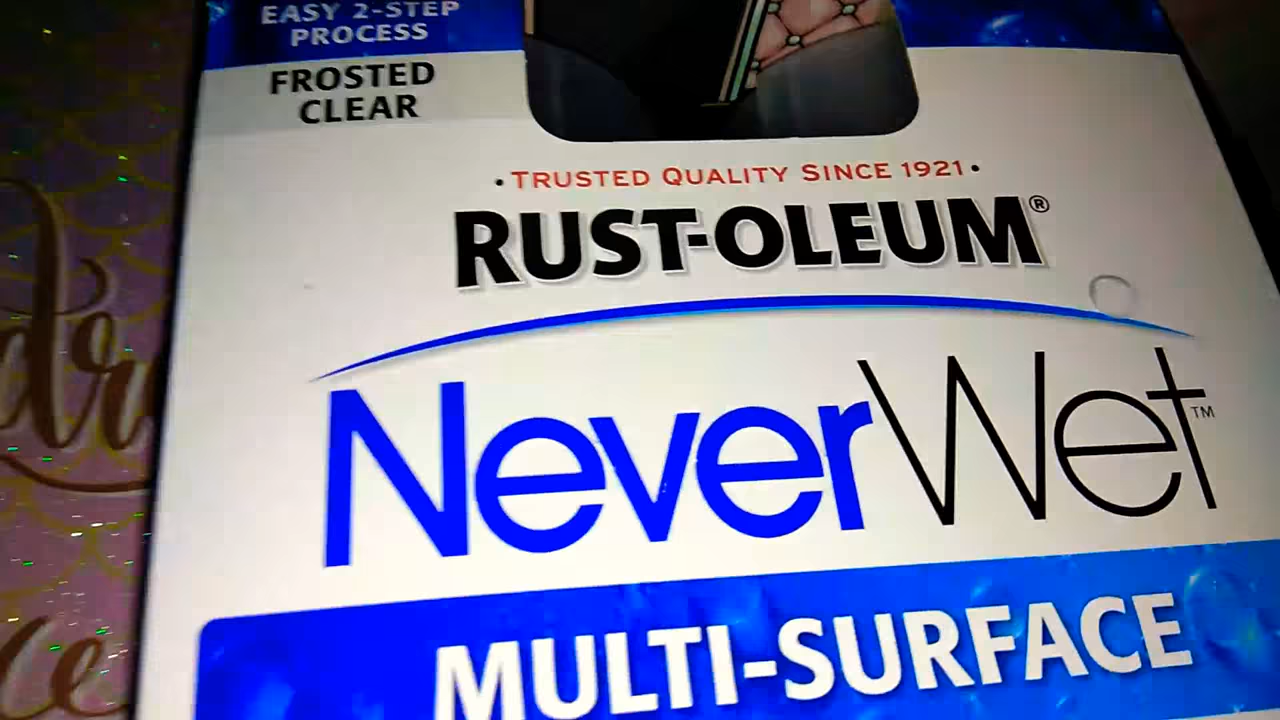 EASY 2-STEP
PROCESS
FROSTED
CLEAR
• TRUSTED QUALITY SINCE 1921 •
RUST-OLEUM®
NeverWet™
MULTI-SURFACE